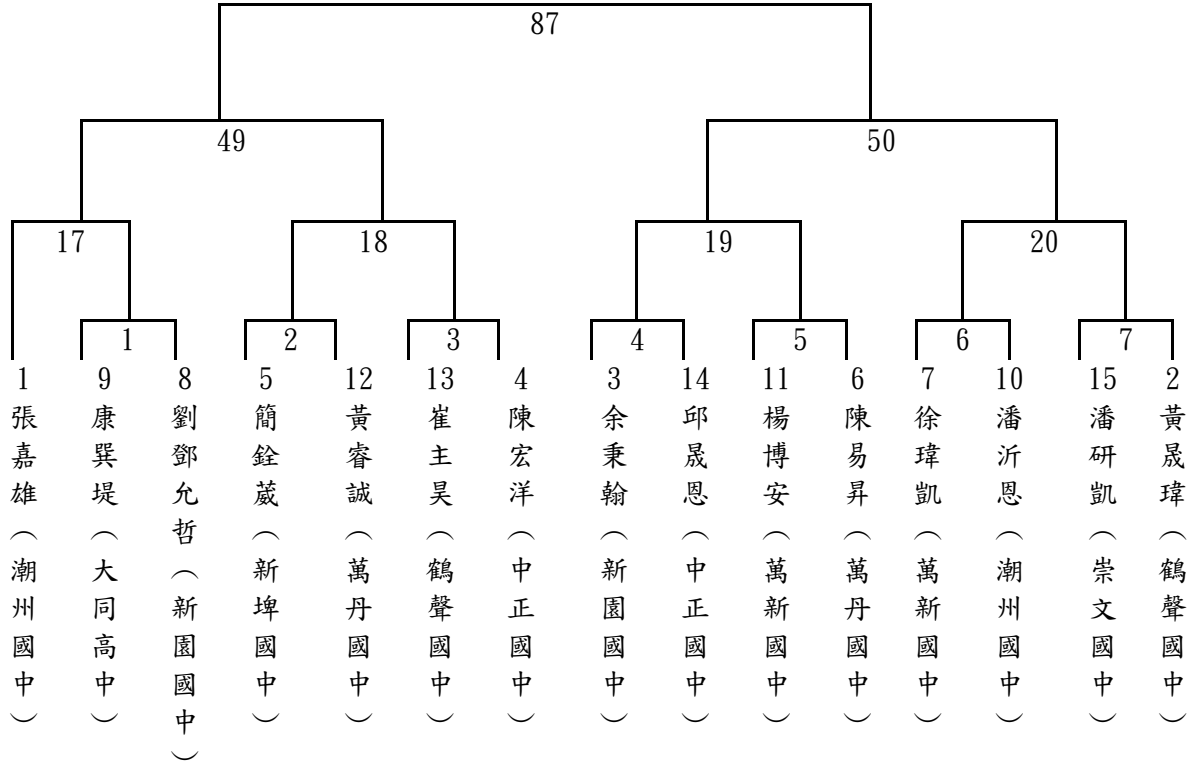 87
49
50
17
18
19
20
1
2
3
4
5
6
7
1
張嘉雄（潮州國中）
9
康巽堤（大同高中）
8
劉鄧允哲（新園國中）
5
簡銓葳（新埤國中）
12
黃睿誠（萬丹國中）
13
崔主昊（鶴聲國中）
4
陳宏洋（中正國中）
3
余秉翰（新園國中）
14
邱晟恩（中正國中）
11
楊博安（萬新國中）
6
陳易昇（萬丹國中）
7
徐瑋凱（萬新國中）
10
潘沂恩（潮州國中）
15
潘研凱（崇文國中）
2
黃晟瑋（鶴聲國中）